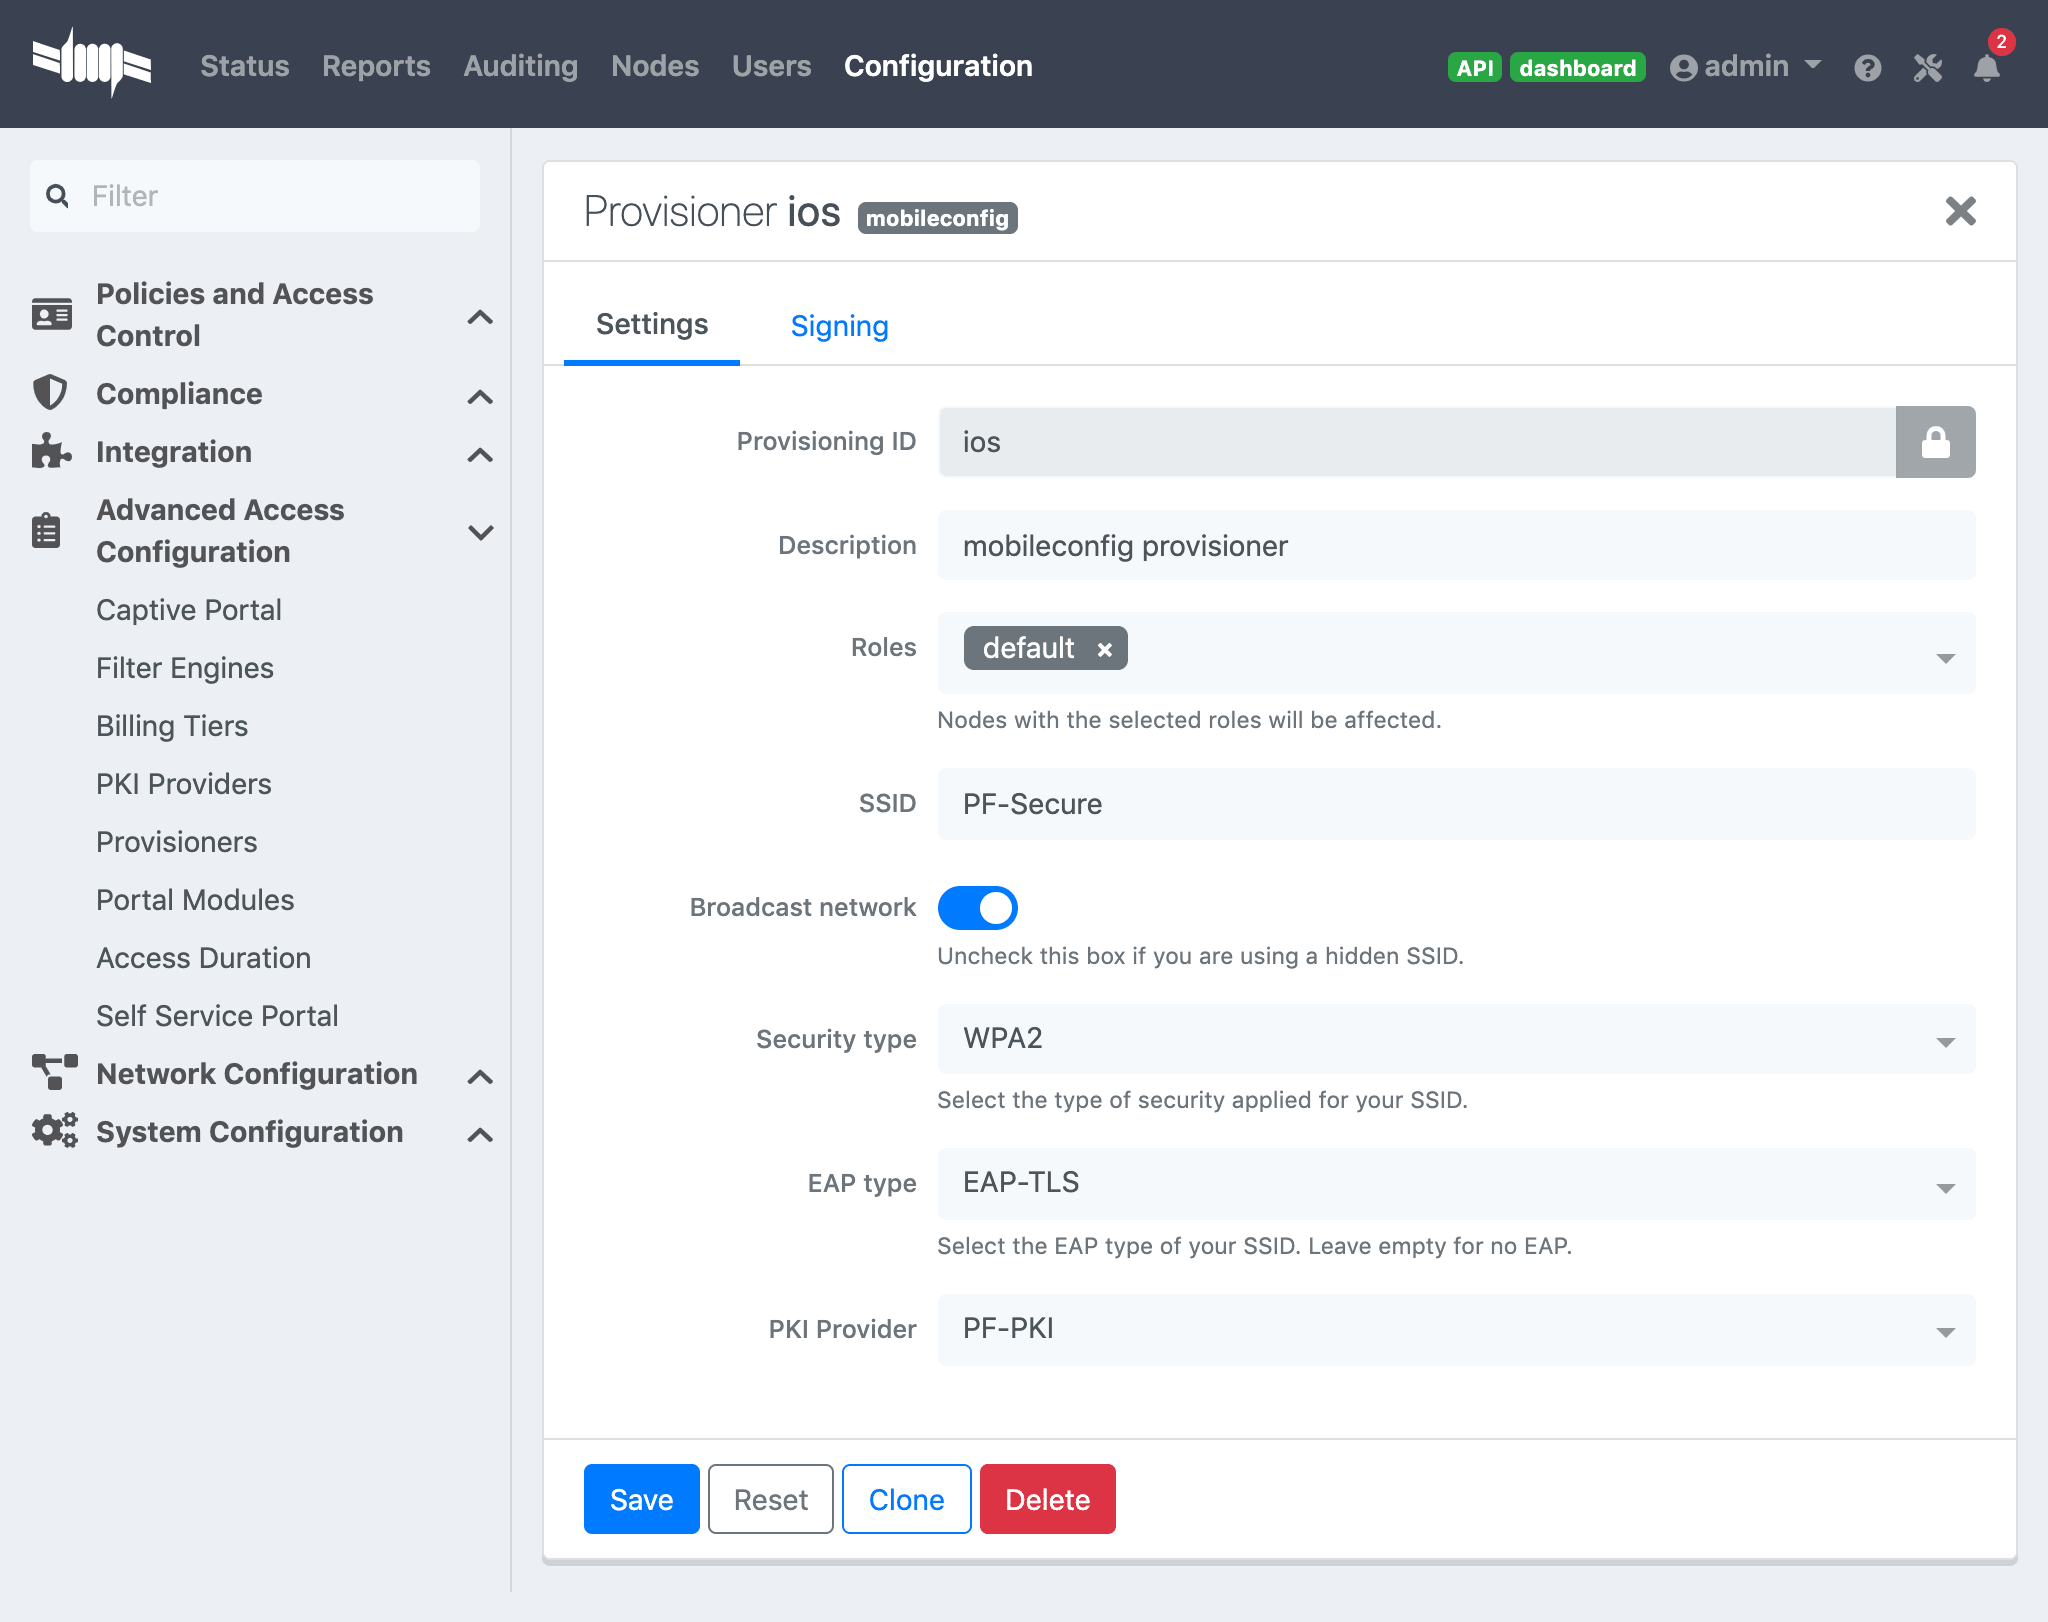 Status Reports Auditing Nodes Users Configuration
API dashboard admin 2
Filter
Policies and Access
Control
Compliance
Integration
Advanced Access
Configuration
Captive Portal
Filter Engines
Billing Tiers
PKI Providers
Provisioners
Portal Modules
Access Duration
Self Service Portal
Network Configuration
System Configuration
Provisioner ios mobileconfig
Settings Signing
Provisioning ID ios
Description mobileconfig provisioner
Roles default
Nodes with the selected roles will be affected.
SSID PF-Secure
Broadcast network
Uncheck this box if you are using a hidden SSID.
Security type WPA2
Select the type of security applied for your SSID.
EAP type EAP-TLS
Select the EAP type of your SSID. Leave empty for no EAP.
PKI Provider PF-PKI
Save Reset Clone Delete